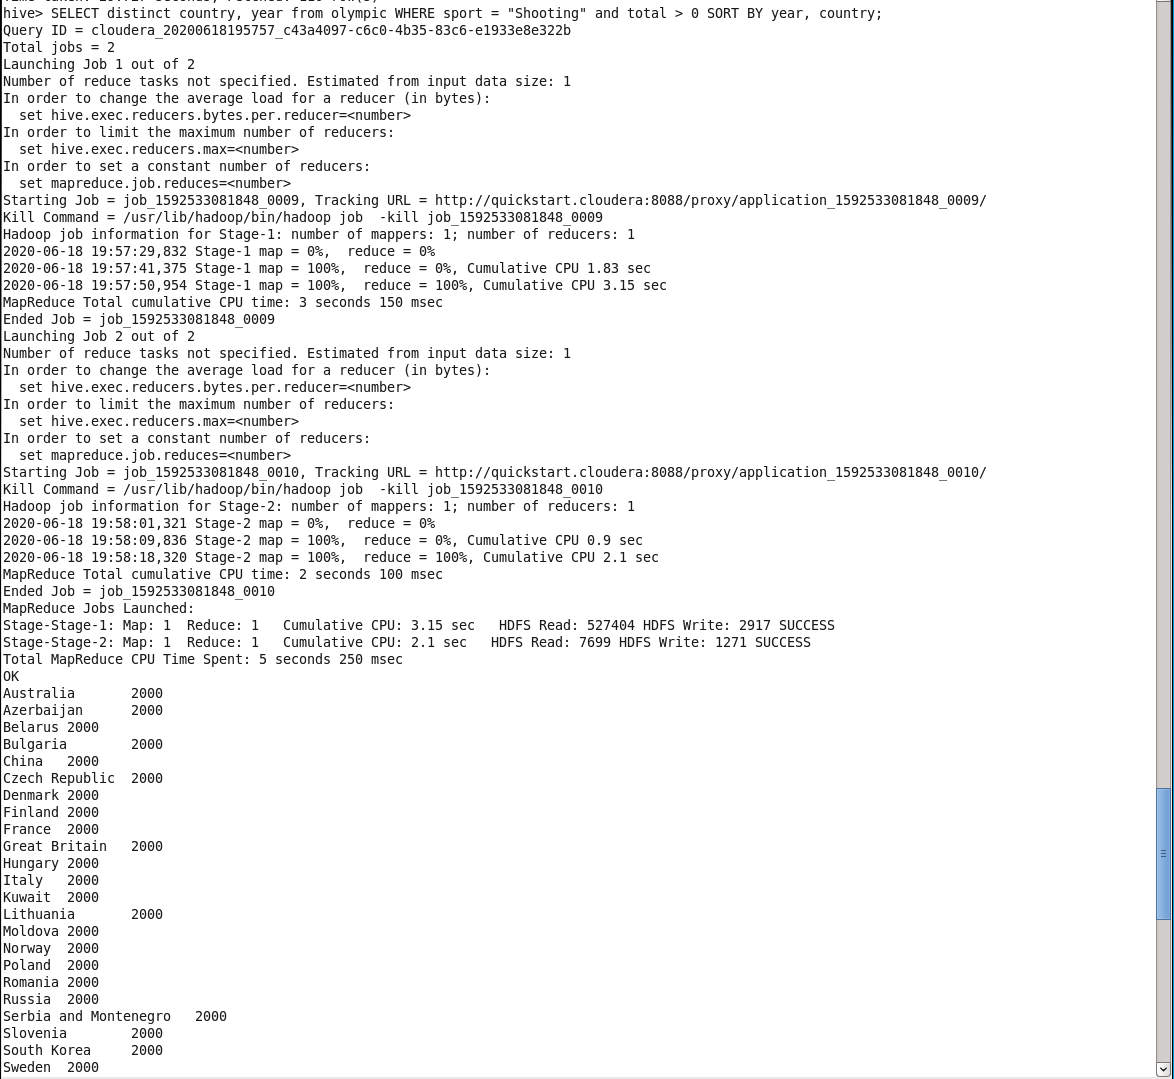 hive> SELECT distinct country, year from olympic WHERE sport = "Shooting" and total > 0 SORT BY year, country;
Query ID = cloudera_20200618195757_c43a4097-c6c0-4b35-83c6-e1933e8e322b
Total jobs = 2
Launching Job 1 out of 2
Number of reduce tasks not specified. Estimated from input data size: 1
In order to change the average load for a reducer (in bytes):
  set hive.exec.reducers.bytes.per.reducer=<number>
In order to limit the maximum number of reducers:
  set hive.exec.reducers.max=<number>
In order to set a constant number of reducers:
  set mapreduce.job.reduces=<number>
Starting Job = job_1592533081848_0009, Tracking URL = http://quickstart.cloudera:8088/proxy/application_1592533081848_0009/
Kill Command = /usr/lib/hadoop/bin/hadoop job  -kill job_1592533081848_0009
Hadoop job information for Stage-1: number of mappers: 1; number of reducers: 1
2020-06-18 19:57:29,832 Stage-1 map = 0%,  reduce = 0%
2020-06-18 19:57:41,375 Stage-1 map = 100%,  reduce = 0%, Cumulative CPU 1.83 sec
2020-06-18 19:57:50,954 Stage-1 map = 100%,  reduce = 100%, Cumulative CPU 3.15 sec
MapReduce Total cumulative CPU time: 3 seconds 150 msec
Ended Job = job_1592533081848_0009
Launching Job 2 out of 2
Number of reduce tasks not specified. Estimated from input data size: 1
In order to change the average load for a reducer (in bytes):
  set hive.exec.reducers.bytes.per.reducer=<number>
In order to limit the maximum number of reducers:
  set hive.exec.reducers.max=<number>
In order to set a constant number of reducers:
  set mapreduce.job.reduces=<number>
Starting Job = job_1592533081848_0010, Tracking URL = http://quickstart.cloudera:8088/proxy/application_1592533081848_0010/
Kill Command = /usr/lib/hadoop/bin/hadoop job  -kill job_1592533081848_0010
Hadoop job information for Stage-2: number of mappers: 1; number of reducers: 1
2020-06-18 19:58:01,321 Stage-2 map = 0%,  reduce = 0%
2020-06-18 19:58:09,836 Stage-2 map = 100%,  reduce = 0%, Cumulative CPU 0.9 sec
2020-06-18 19:58:18,320 Stage-2 map = 100%,  reduce = 100%, Cumulative CPU 2.1 sec
MapReduce Total cumulative CPU time: 2 seconds 100 msec
Ended Job = job_1592533081848_0010
MapReduce Jobs Launched:
Stage-Stage-1: Map: 1  Reduce: 1   Cumulative CPU: 3.15 sec   HDFS Read: 527404 HDFS Write: 2917 SUCCESS
Stage-Stage-2: Map: 1  Reduce: 1   Cumulative CPU: 2.1 sec   HDFS Read: 7699 HDFS Write: 1271 SUCCESS
Total MapReduce CPU Time Spent: 5 seconds 250 msec
OK
Australia       2000
Azerbaijan      2000
Belarus 2000
Bulgaria        2000
China   2000
Czech Republic  2000
Denmark 2000
Finland 2000
France  2000
Great Britain   2000
Hungary 2000
Italy   2000
Kuwait  2000
Lithuania       2000
Moldova 2000
Norway  2000
Poland  2000
Romania 2000
Russia  2000
Serbia and Montenegro   2000
Slovenia        2000
South Korea     2000
Sweden  2000